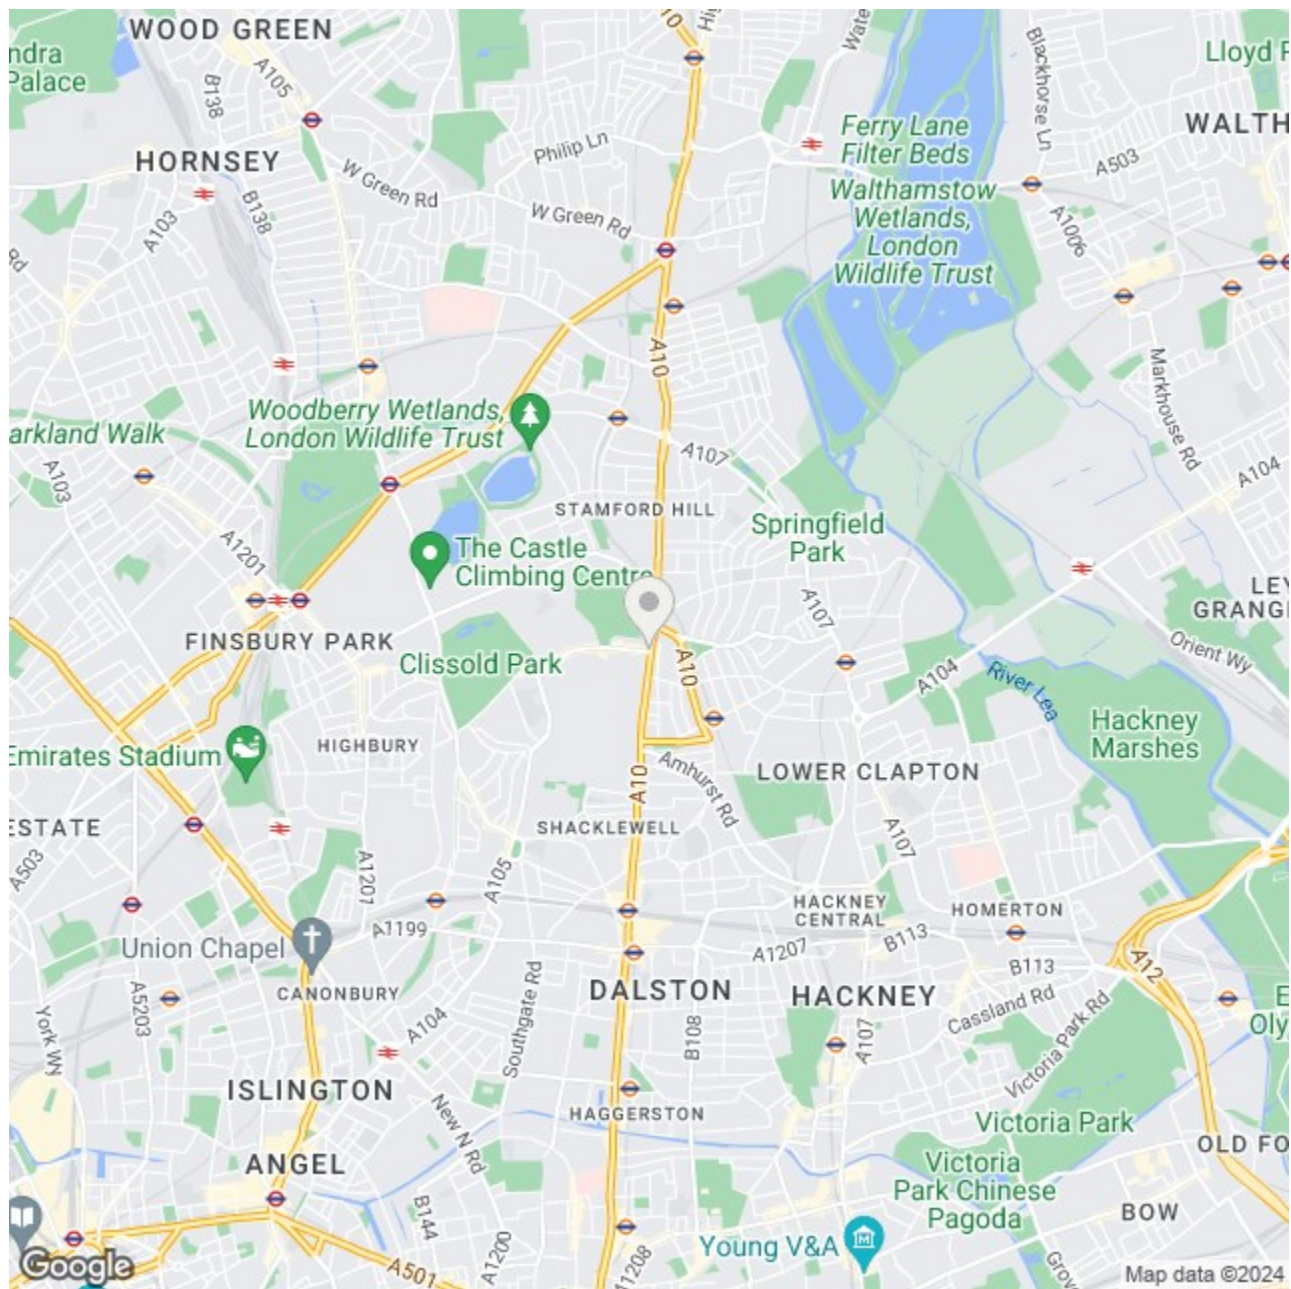 WOOD GREEN
A10
ndra
Palace
B138
A105
Blackhorse Ln
Lloyd
HORNSEY
Philip Ln
Ferry Lane
Filter Beds
WALTH
A503
W Green Rd
B138
A103
W Green Rd
Walthamstow
Wetlands,
London
Wildlife Trust
A1006
Rd
A10
Markhouse Rd
Woodberry Wetlands,
London Wildlife Trust
arkland Walk
A107
A103
A104
STAMFORD HILL
Springfield
Park
A1201
The Castle
Climbing Centre
A107
LEY
GRANG
FINSBURY PARK
Clissold Park
A10
Orient Wy
A104
River Lea
Hackney
Marshes
Emirates Stadium
HIGHBURY
A10
Amhurst Rd
LOWER CLAPTON
ESTATE
SHACKLEWELL
A107
A503
A1201
A105
HACKNEY
CENTRAL
HOMERTON
Union Chapel
A1199
A1207
B113
A12
B113
CANONBURY
DALSTON
HACKNEY
A5203
York Wy
Southgate Rd
Cassland Rd
A104
B108
A107
Victoria Park Rd
Oly
ISLINGTON
New N Rd
HAGGERSTON
Victoria Park
OLD FO
ANGEL
Victoria
Park Chinese
Pagoda
B144
BOW
A1200
Young V&A
A501
A1208
Grov
Google
Map data ©2024